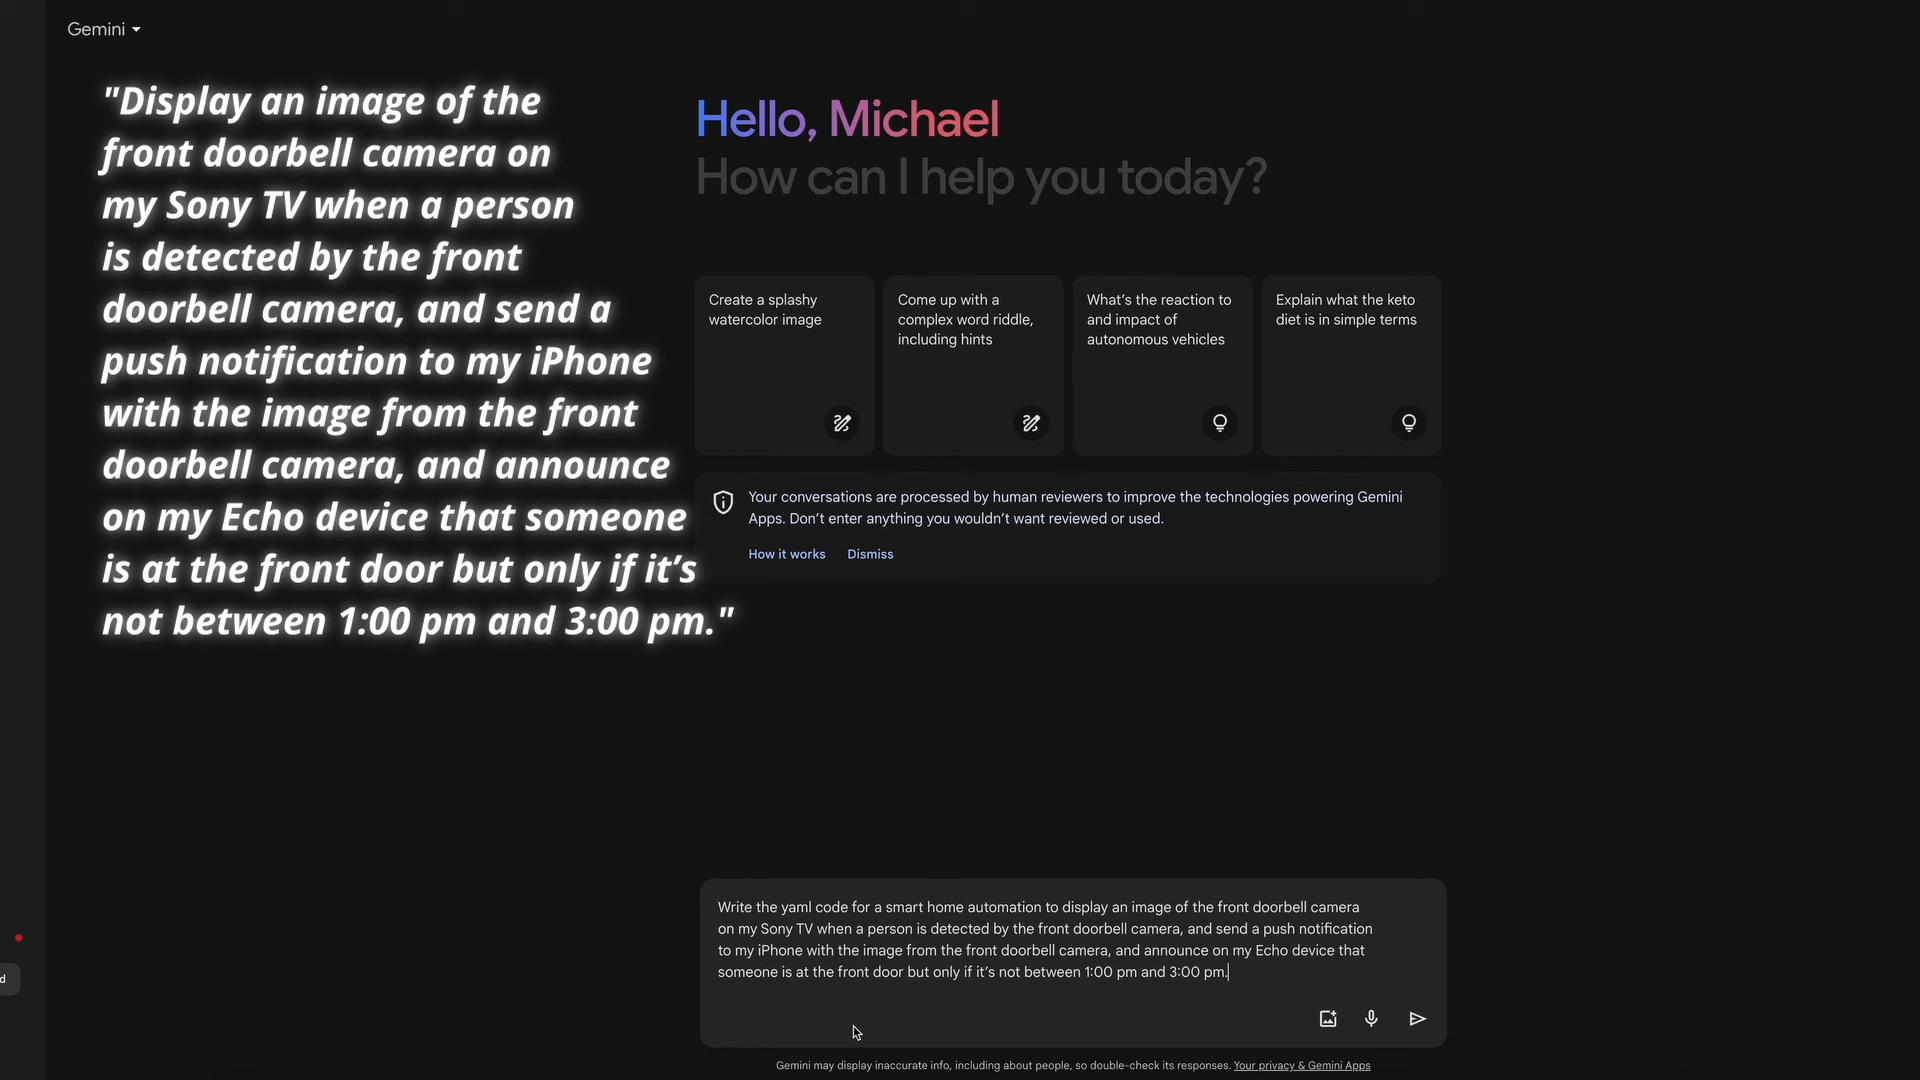 Gemini
"Display an image of the
front doorbell camera on
my Sony TV when a person
is detected by the front
doorbell camera, and send a
push notification to my iPhone
with the image from the front
doorbell camera, and announce
on my Echo device that someone
is at the front door but only if it’s
not between 1:00 pm and 3:00 pm."
Hello, Michael
How can I help you today?
Create a splashy
watercolor image
Come up with a
complex word riddle,
including hints
What’s the reaction to
and impact of
autonomous vehicles
Explain what the keto
diet is in simple terms
Your conversations are processed by human reviewers to improve the technologies powering Gemini
Apps. Don’t enter anything you wouldn’t want reviewed or used.
How it works Dismiss
d
Write the yaml code for a smart home automation to display an image of the front doorbell camera
on my Sony TV when a person is detected by the front doorbell camera, and send a push notification
to my iPhone with the image from the front doorbell camera, and announce on my Echo device that
someone is at the front door but only if it’s not between 1:00 pm and 3:00 pm.
Gemini may display inaccurate info, including about people, so double-check its responses. Your privacy & Gemini Apps